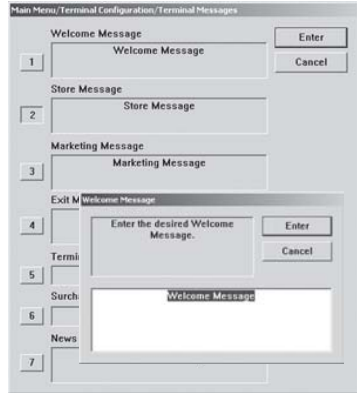 Main Menu/Terminal Configuration/Terminal Messages
Welcome Message
1
Welcome Message
Enter
Cancel
Store Message
2
Store Message
Marketing Message
3
Marketing Message
Exit M
4
Termi
5
Surch
6
News
7
Welcome Message
Enter the desired Welcome
Message.
Enter
Cancel
Welcome Message